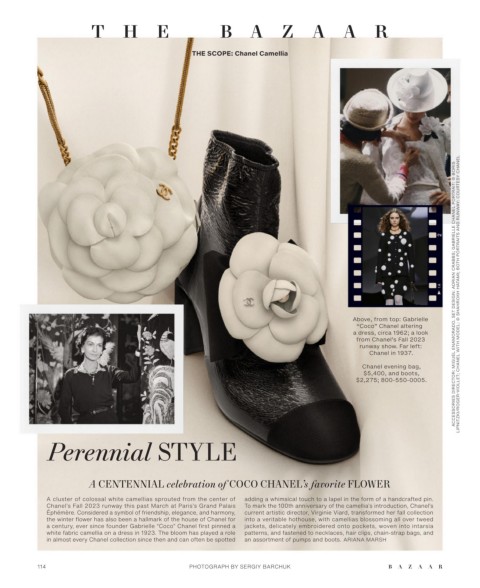 THE BAZAAR
THE SCOPE: Chanel Camellia
Above, from top: Gabrielle
“Coco” Chanel altering
a dress, circa 1962; a look
from Chanel’s Fall 2023
runway show. Far left:
Chanel in 1937.
Chanel evening bag,
$5,400, and boots,
$2,275; 800-550-0005.
Perennial STYLE
A CENTENNIAL celebration of COCO CHANEL’s favorite FLOWER
A cluster of colossal white camellias sprouted from the center of
Chanel’s Fall 2023 runway this past March at Paris’s Grand Palais
Éphémère. Considered a symbol of friendship, elegance, and harmony,
the winter flower has also been a hallmark of the house of Chanel for
a century, ever since founder Gabrielle “Coco” Chanel first pinned a
white fabric camellia on a dress in 1923. The bloom has played a role
in almost every Chanel collection since then and can often be spotted
adding a whimsical touch to a lapel in the form of a handcrafted pin.
To mark the 100th anniversary of the camellia’s introduction, Chanel’s
current artistic director, Virginie Viard, transformed her fall collection
into a veritable hothouse, with camellias blossoming all over tweed
jackets, delicately embroidered onto pockets, woven into intarsia
patterns, and fastened to necklaces, hair clips, chain-strap bags, and
an assortment of pumps and boots. ARIANA MARSH
114
PHOTOGRAPH BY SERGIY BARCHUK
BAZAAR